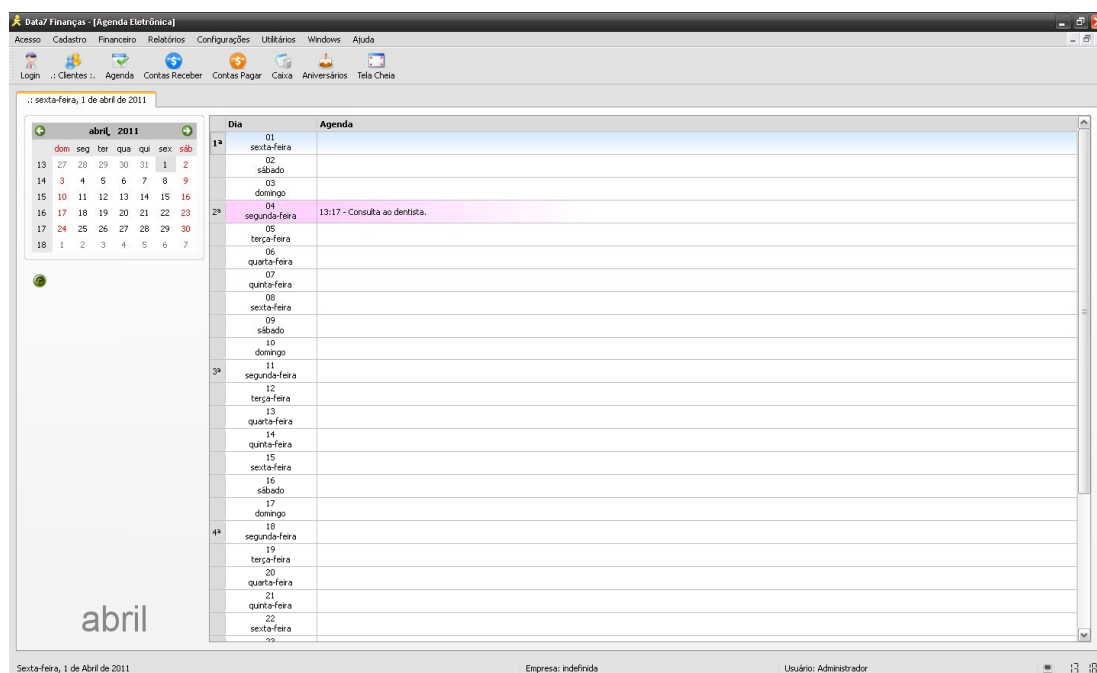 Data7 Finanças - [Agenda Eletrônica]
Acesso Cadastro Financeiro Relatórios Configurações Utilitários Windows Ajuda
Login .: Clientes :. Agenda Contas Receber Contas Pagar Caixa Aniversários Tela Cheia
.: sexta-feira, 1 de abril de 2011
abril, 2011
dom seg ter qua qui sex sáb
13 27 28 29 30 31 1 2
14 3 4 5 6 7 8 9
15 10 11 12 13 14 15 16
16 17 18 19 20 21 22 23
17 24 25 26 27 28 29 30
18 1 2 3 4 5 6 7
abril
Dia Agenda
1ª 01
sexta-feira
02
sábado
03
domingo
2ª 04
segunda-feira 13:17 - Consulta ao dentista.
05
terça-feira
06
quarta-feira
07
quinta-feira
08
sexta-feira
09
sábado
10
domingo
3ª 11
segunda-feira
12
terça-feira
13
quarta-feira
14
quinta-feira
15
sexta-feira
16
sábado
17
domingo
4ª 18
segunda-feira
19
terça-feira
20
quarta-feira
21
quinta-feira
22
sexta-feira
23
Sexta-feira, 1 de Abril de 2011 Empresa: indefinida Usuário: Administrador 13 18